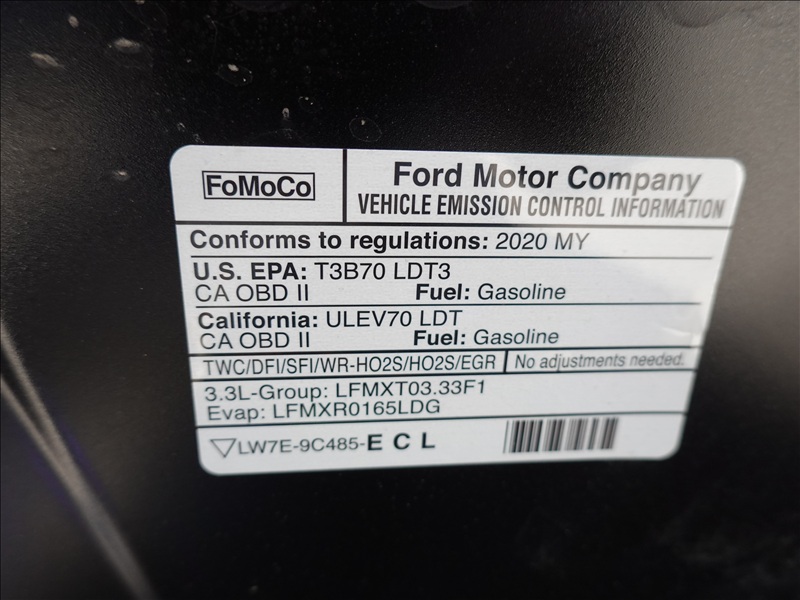 FoMoCo
Ford Motor Company
VEHICLE EMISSION CONTROL INFORMATION
Conforms to regulations: 2020 MY
U.S. EPA: T3B70 LDT3
CA OBD II Fuel: Gasoline
California: ULEV70 LDT
CA OBD II Fuel: Gasoline
TWC/DFI/SFI/WR-HO2S/HO2S/EGR No adjustments needed.
3.3L-Group: LFMXT03.33F1
Evap: LFMXR0165LDG
LW7E-9C485-E C L